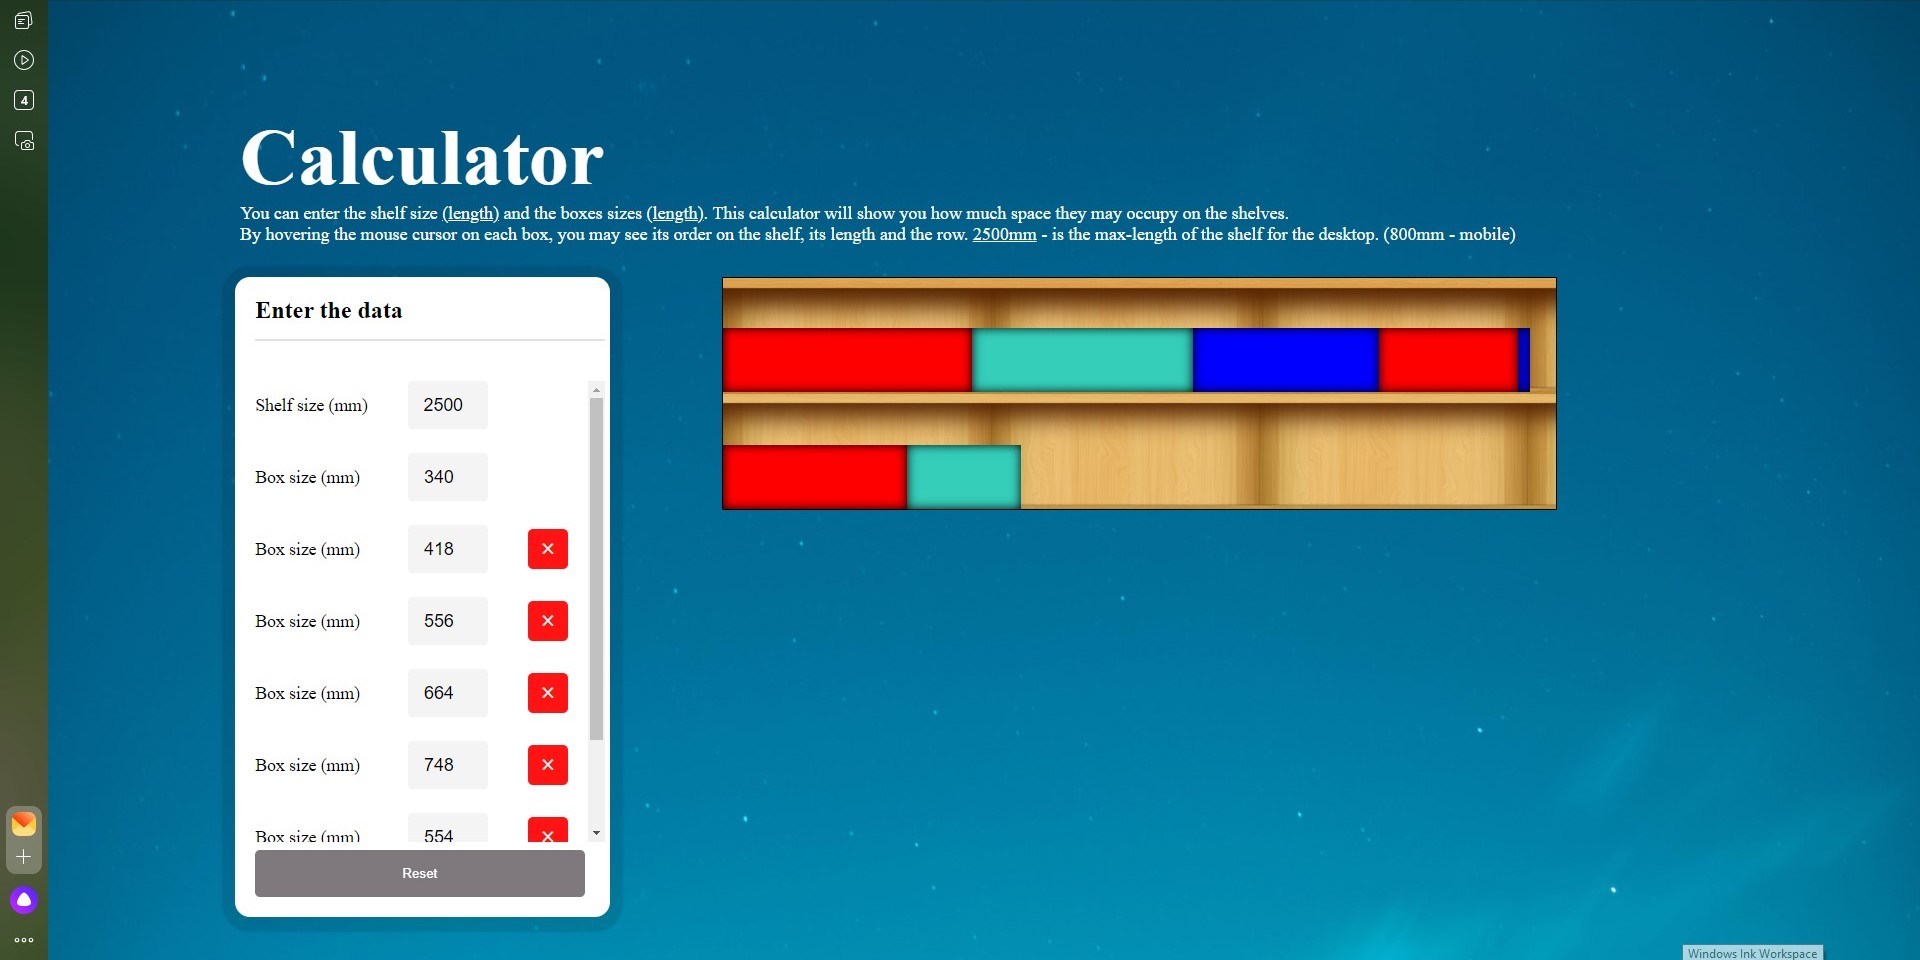 4
Calculator
You can enter the shelf size (length) and the boxes sizes (length). This calculator will show you how much space they may occupy on the shelves.
By hovering the mouse cursor on each box, you may see its order on the shelf, its length and the row. 2500mm - is the max-length of the shelf for the desktop. (800mm - mobile)
Enter the data
Shelf size (mm) 2500
Box size (mm) 340
Box size (mm) 418 ×
Box size (mm) 556 ×
Box size (mm) 664 ×
Box size (mm) 748 ×
Box size (mm) 554 ×
Reset
Windows Ink Workspace